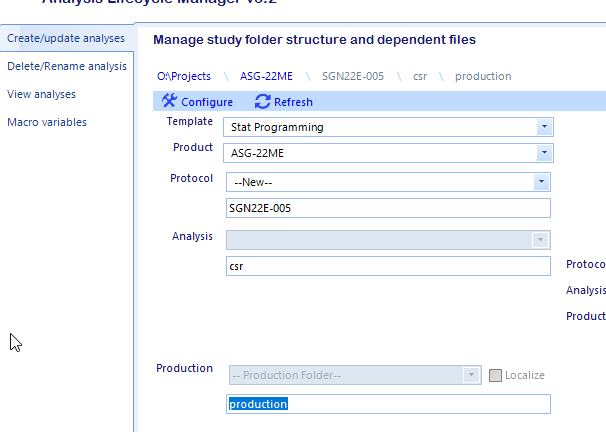 Analysis Lifecycle Manager v6.2
Create/update analyses
Delete/Rename analysis
View analyses
Macro variables
Manage study folder structure and dependent files
O:\Projects \ ASG-22ME \ SGN22E-005 \ csr \ production
Configure Refresh
Template Stat Programming
Product ASG-22ME
Protocol --New--
SGN22E-005
Analysis
csr
Protoco
Analysis
Product
Production -- Production Folder-- Localize
production